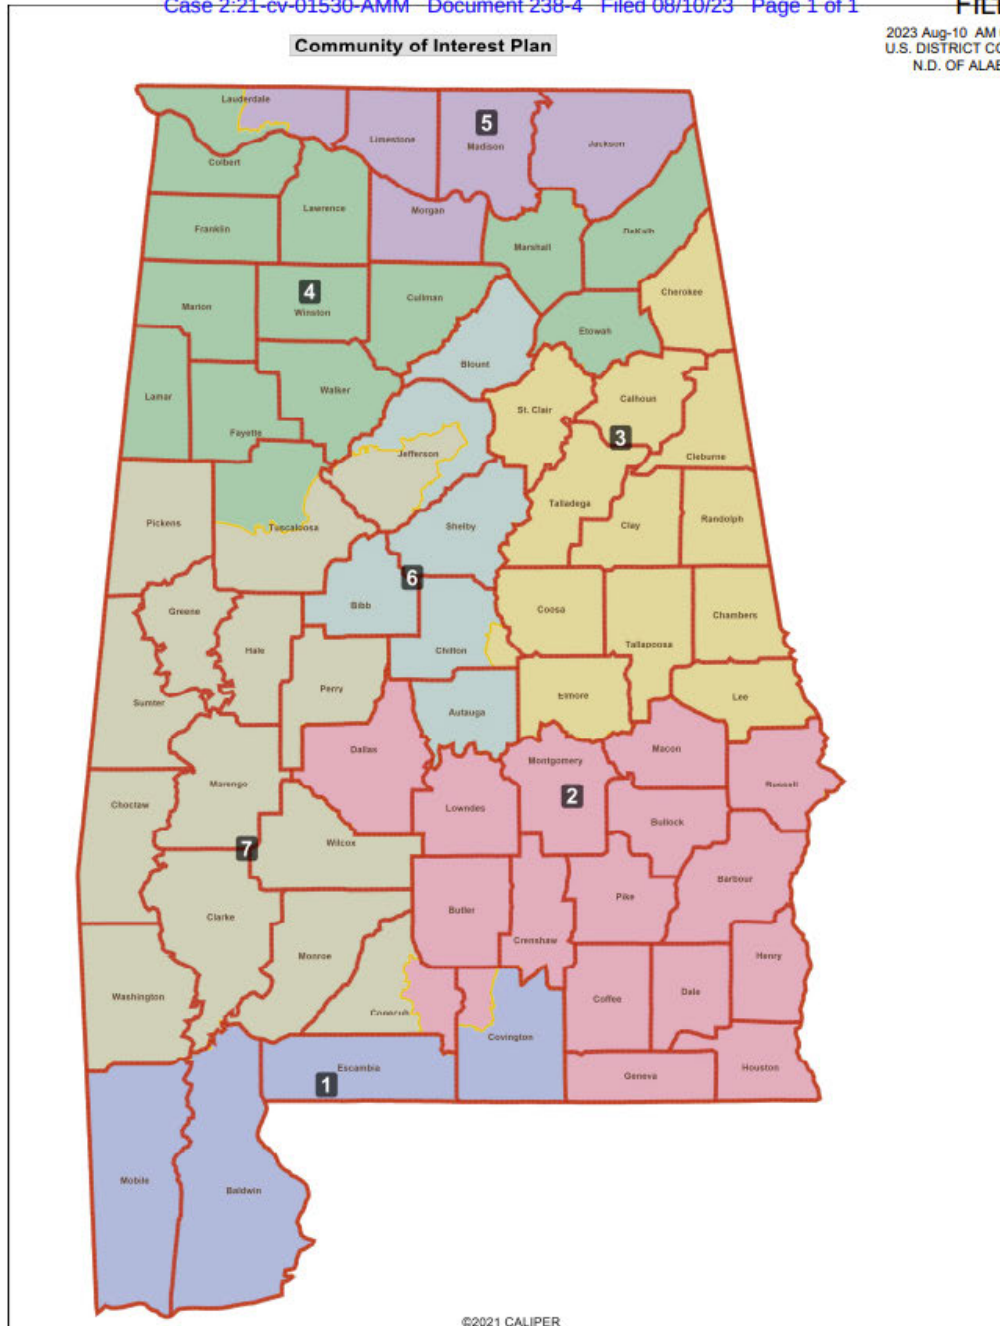 Case 2:21-cv-01530-AMM Document 238-4 Filed 08/10/23 Page 1 of 1
2023 Aug-10 AM
U.S. DISTRICT
N.D. OF
Community of Interest Plan
Lauderdale
Limestone
5
Madison
Jackson
Colbert
Lawrence
Morgan
Franklin
Marshall
DeKalb
Marion
4
Winston
Cullman
Cherokee
Etowah
Blount
Lamar
Walker
St. Clair
Calhoun
Fayette
3
Jefferson
Cleburne
Pickens
Tuscaloosa
Shelby
Talladega
Clay
Randolph
6
Greene
Bibb
Coosa
Chambers
Hale
Chilton
Tallapoosa
Perry
Sumter
Autauga
Elmore
Lee
Dallas
Montgomery
Macon
Marengo
Russell
2
Choctaw
Lowndes
Bullock
7
Wilcox
Barbour
Clarke
Butler
Pike
Crenshaw
Monroe
Henry
Washington
Conecuh
Coffee
Dale
Covington
Escambia
1
Geneva
Houston
Mobile
Baldwin
©2021 CALIPER